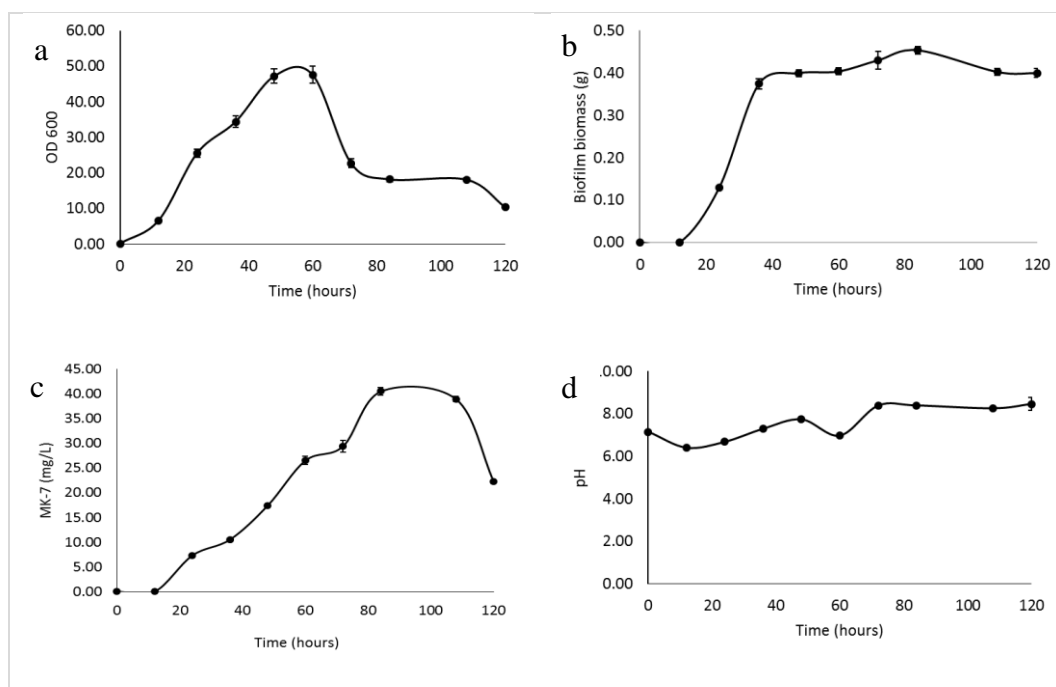 a
60.00
50.00
40.00
30.00
20.00
10.00
0.00
OD 600
0 20 40 60 80 100 120
Time (hours)
b
0.50
0.40
0.30
0.20
0.10
0.00
Biofilm biomass (g)
0 20 40 60 80 100 120
Time (hours)
c
45.00
40.00
35.00
30.00
25.00
20.00
15.00
10.00
5.00
0.00
MK-7 (mg/L)
0 20 40 60 80 100 120
Time (hours)
d
.0.00
8.00
6.00
4.00
2.00
0.00
pH
0 20 40 60 80 100 120
Time (hours)